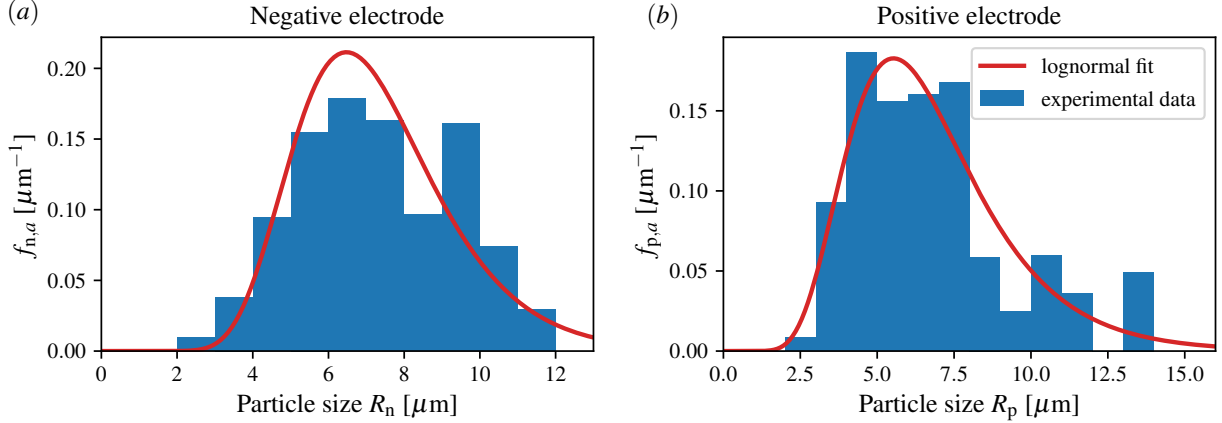 (a)
Negative electrode
f_{n,a} [μm⁻¹]
0.20
0.15
0.10
0.05
0.00
0
2
4
6
8
10
12
Particle size R_n [μm]
(b)
Positive electrode
f_{p,a} [μm⁻¹]
lognormal fit
experimental data
0.15
0.10
0.05
0.00
0.0
2.5
5.0
7.5
10.0
12.5
15.0
Particle size R_p [μm]